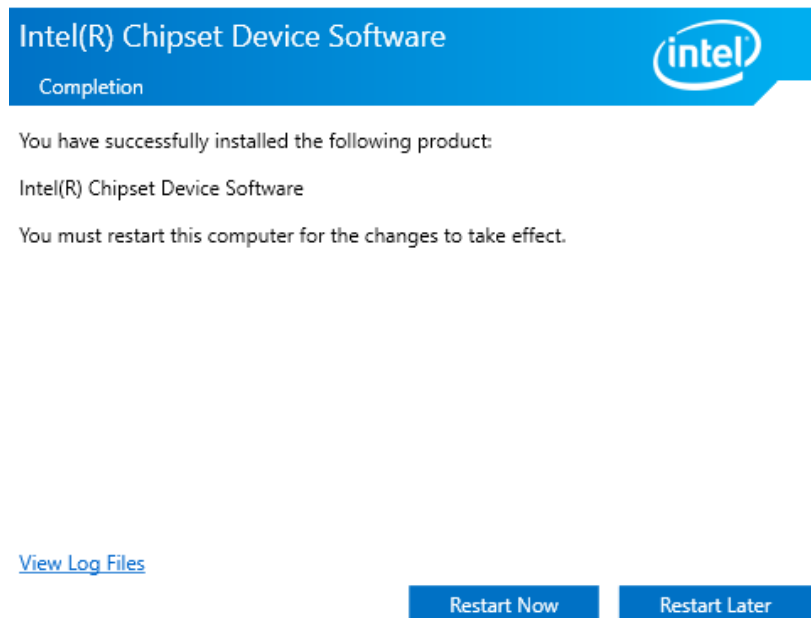 Intel(R) Chipset Device Software
intel
Completion
You have successfully installed the following product:
Intel(R) Chipset Device Software
You must restart this computer for the changes to take effect.
View Log Files
Restart Now
Restart Later